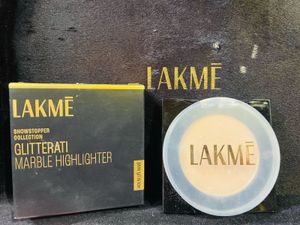 LAKMĒ
LAKMĒ
SHOWSTOPPER
COLLECTION
GLITTERATI
MARBLE HIGHLIGHTER
LAKMĒ